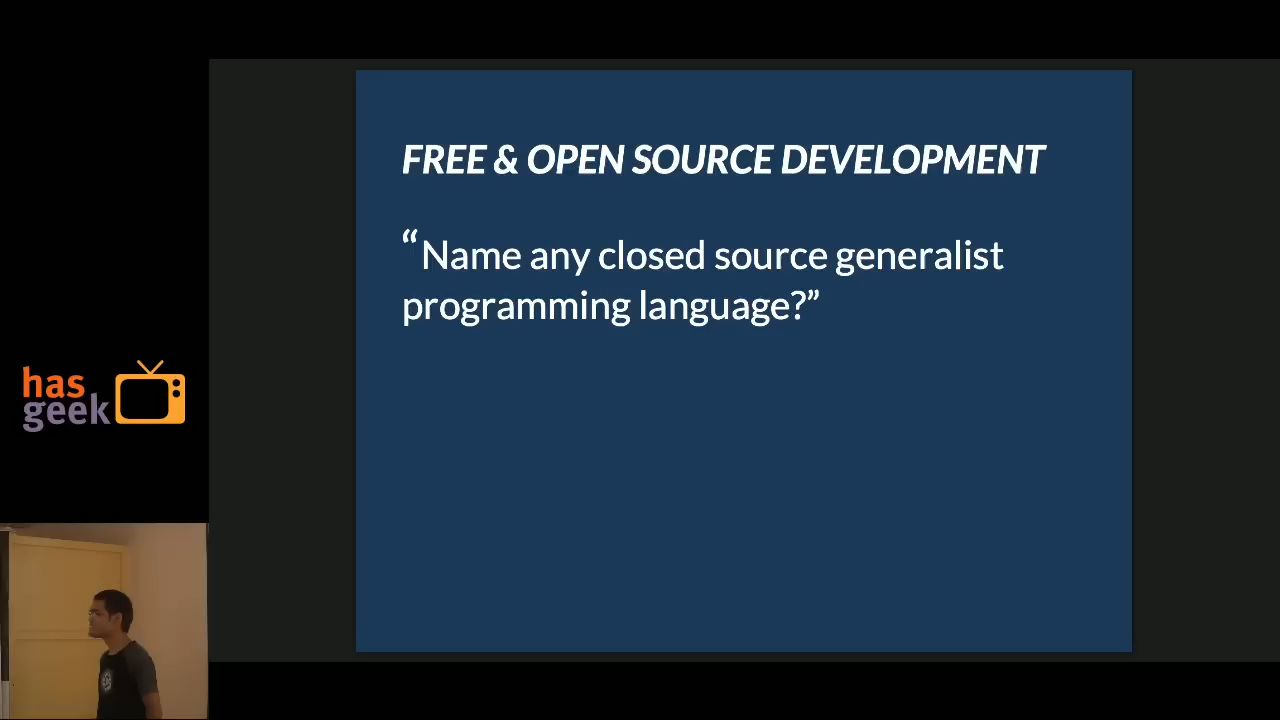 FREE & OPEN SOURCE DEVELOPMENT
“Name any closed source generalist
programming language?”
has
geek